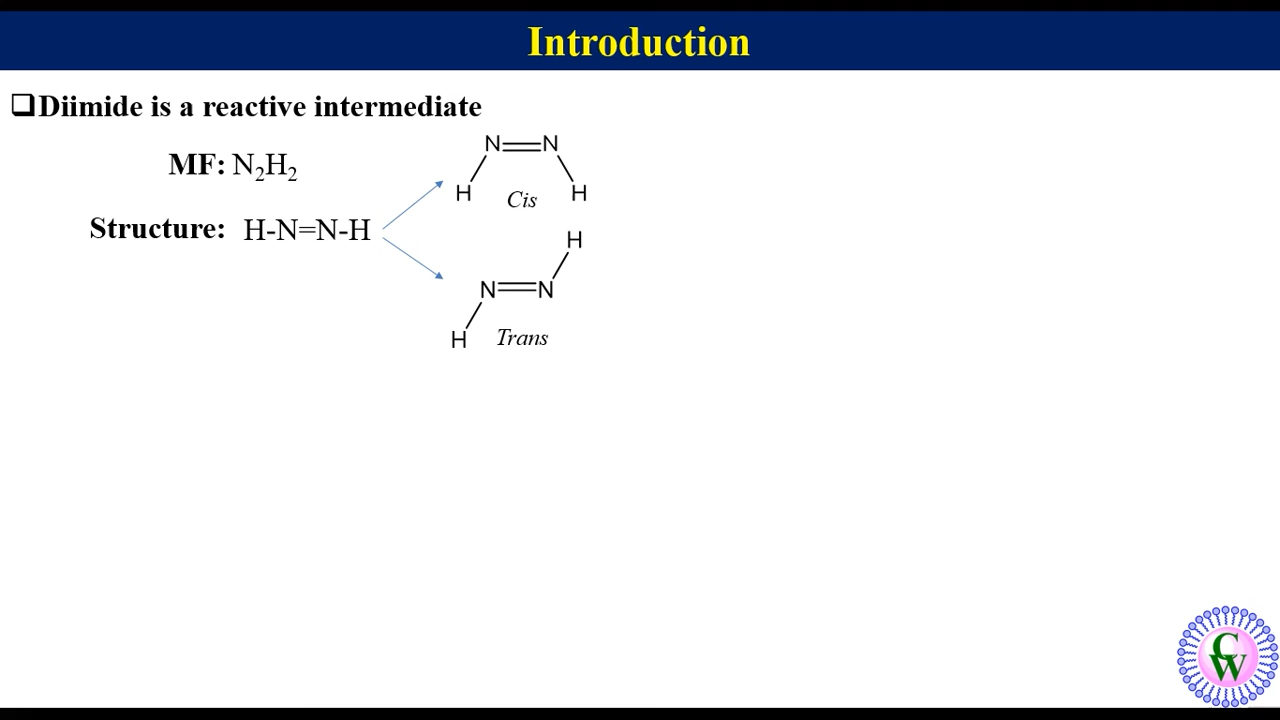 Introduction
❑Diimide is a reactive intermediate
MF: N₂H₂
Structure: H-N=N-H
N N
H H
Cis
H
N N
H
Trans
C
W